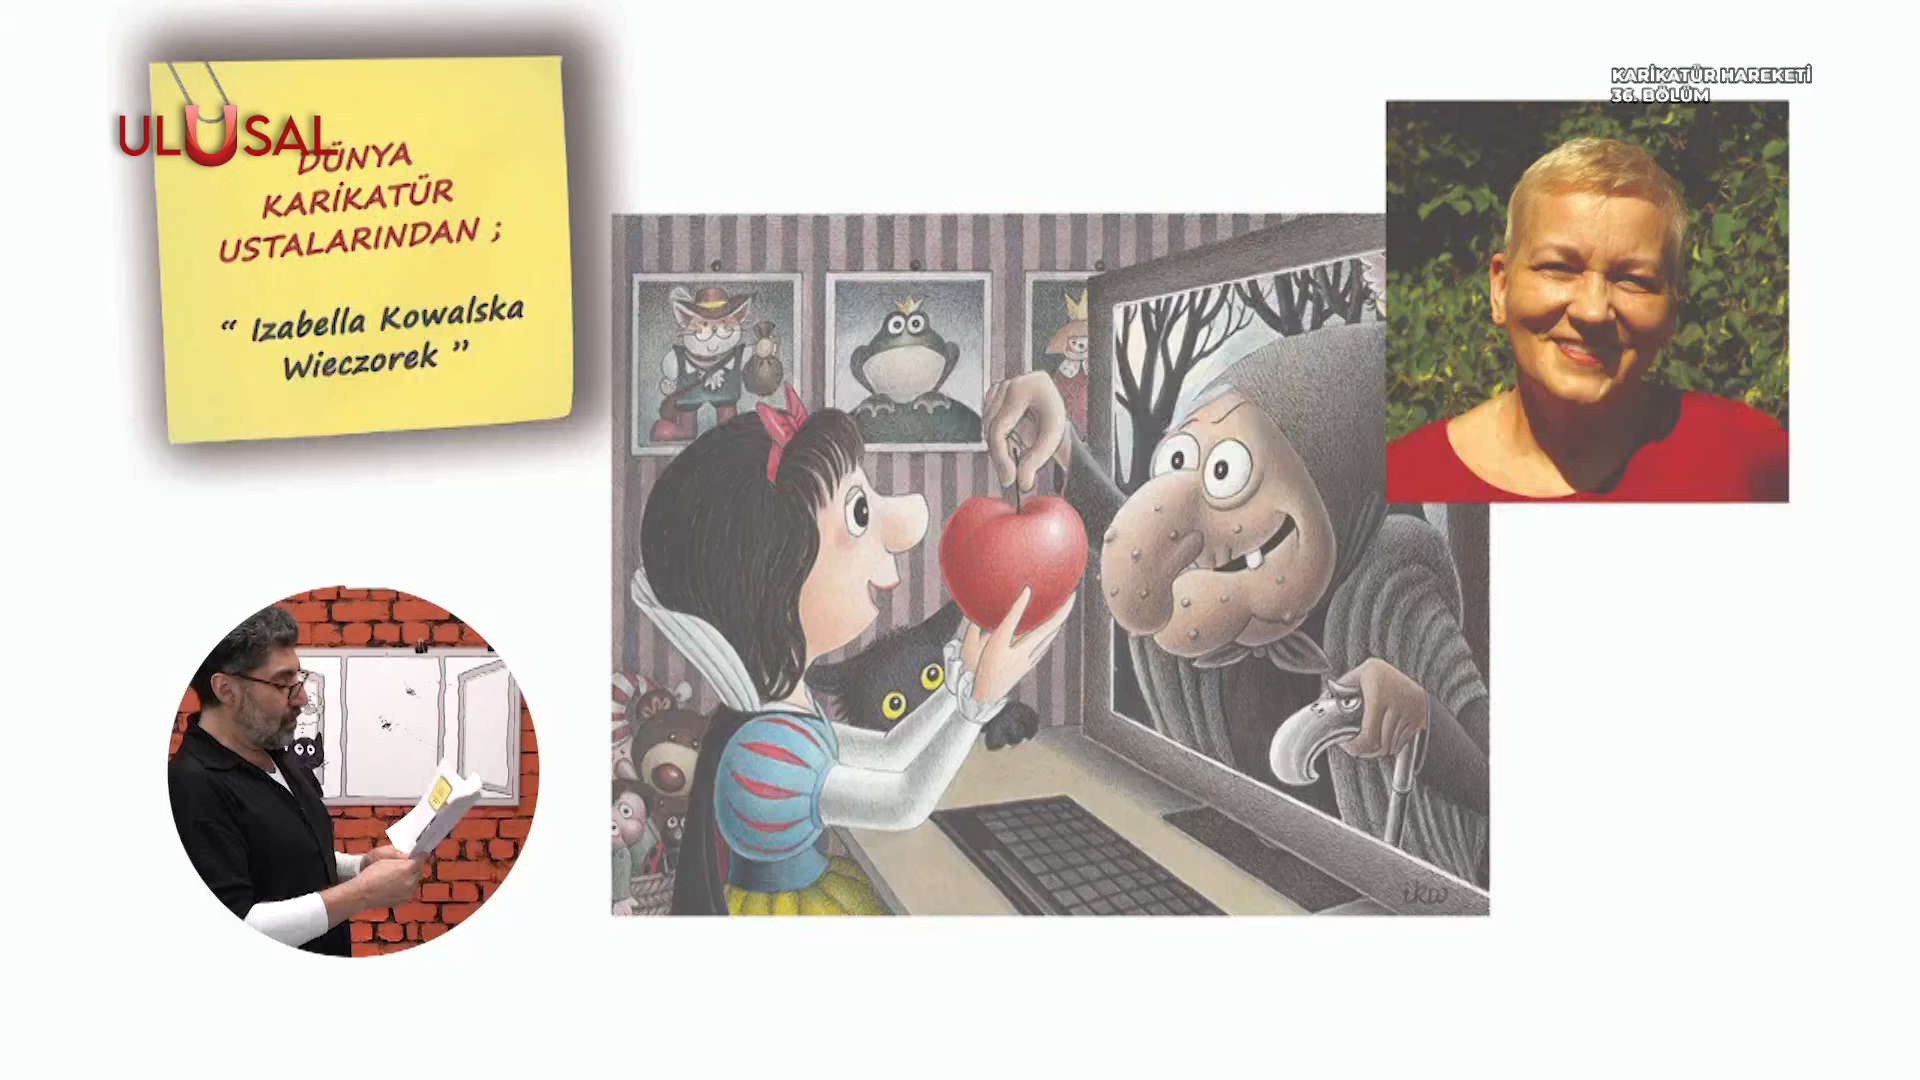 ULUSAL
DÜNYA
KARİKATÜR
USTALARINDAN ;
“ Izabella Kowalska
Wieczorek ”
KARİKATÜR HAREKETİ
36. BÖLÜM
ikw